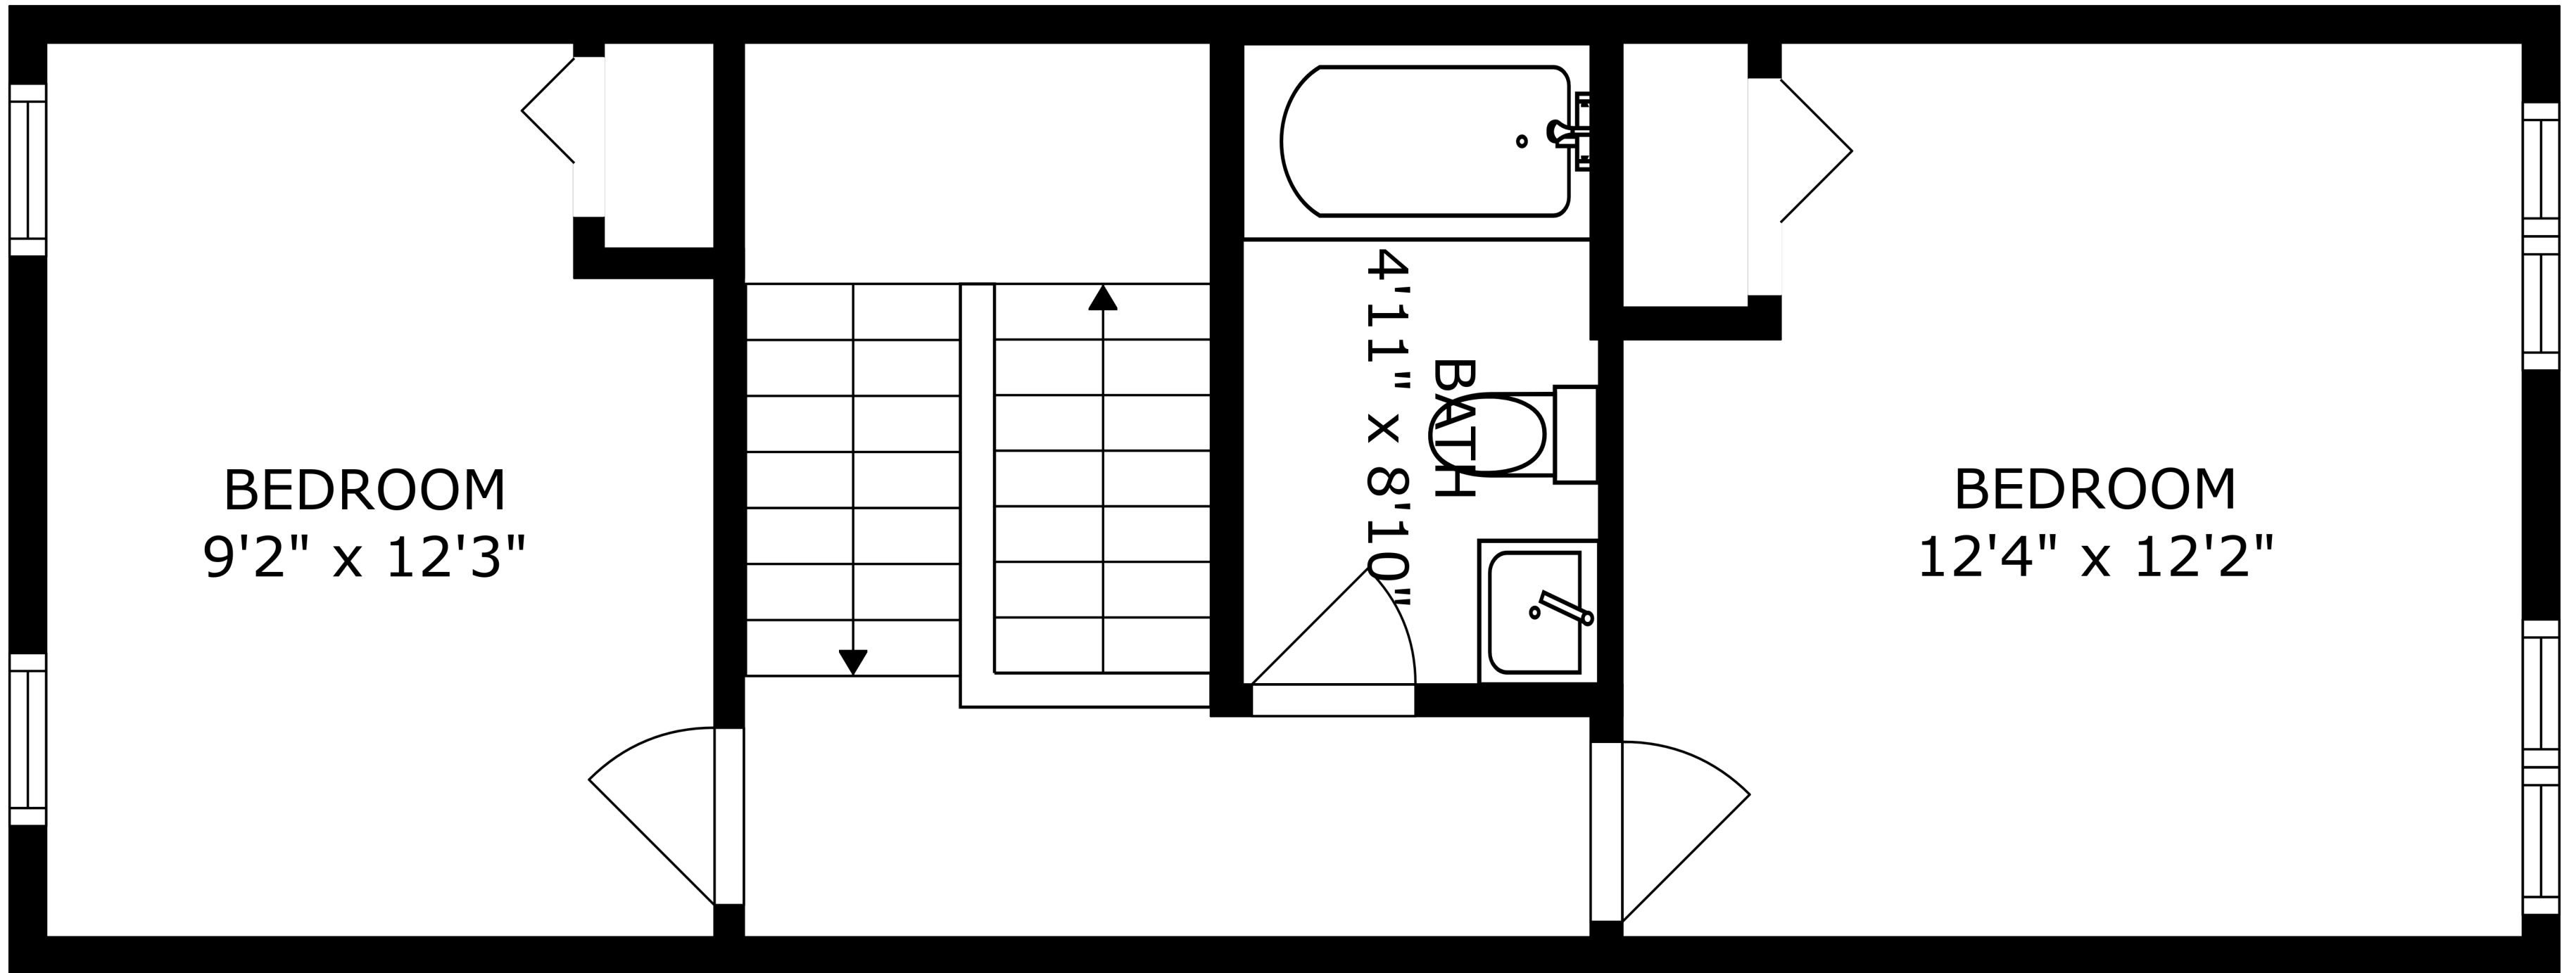 BEDROOM
9'2" x 12'3"
BATH
4'11" x 8'10"
BEDROOM
12'4" x 12'2"